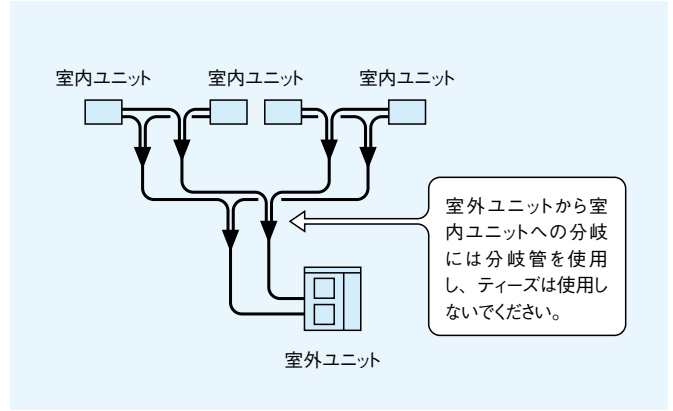 室内ユニット
室内ユニット
室内ユニット
室外ユニットから室
内ユニットへの分岐
には分岐管を使用
し、ティーズは使用し
ないでください。
室外ユニット